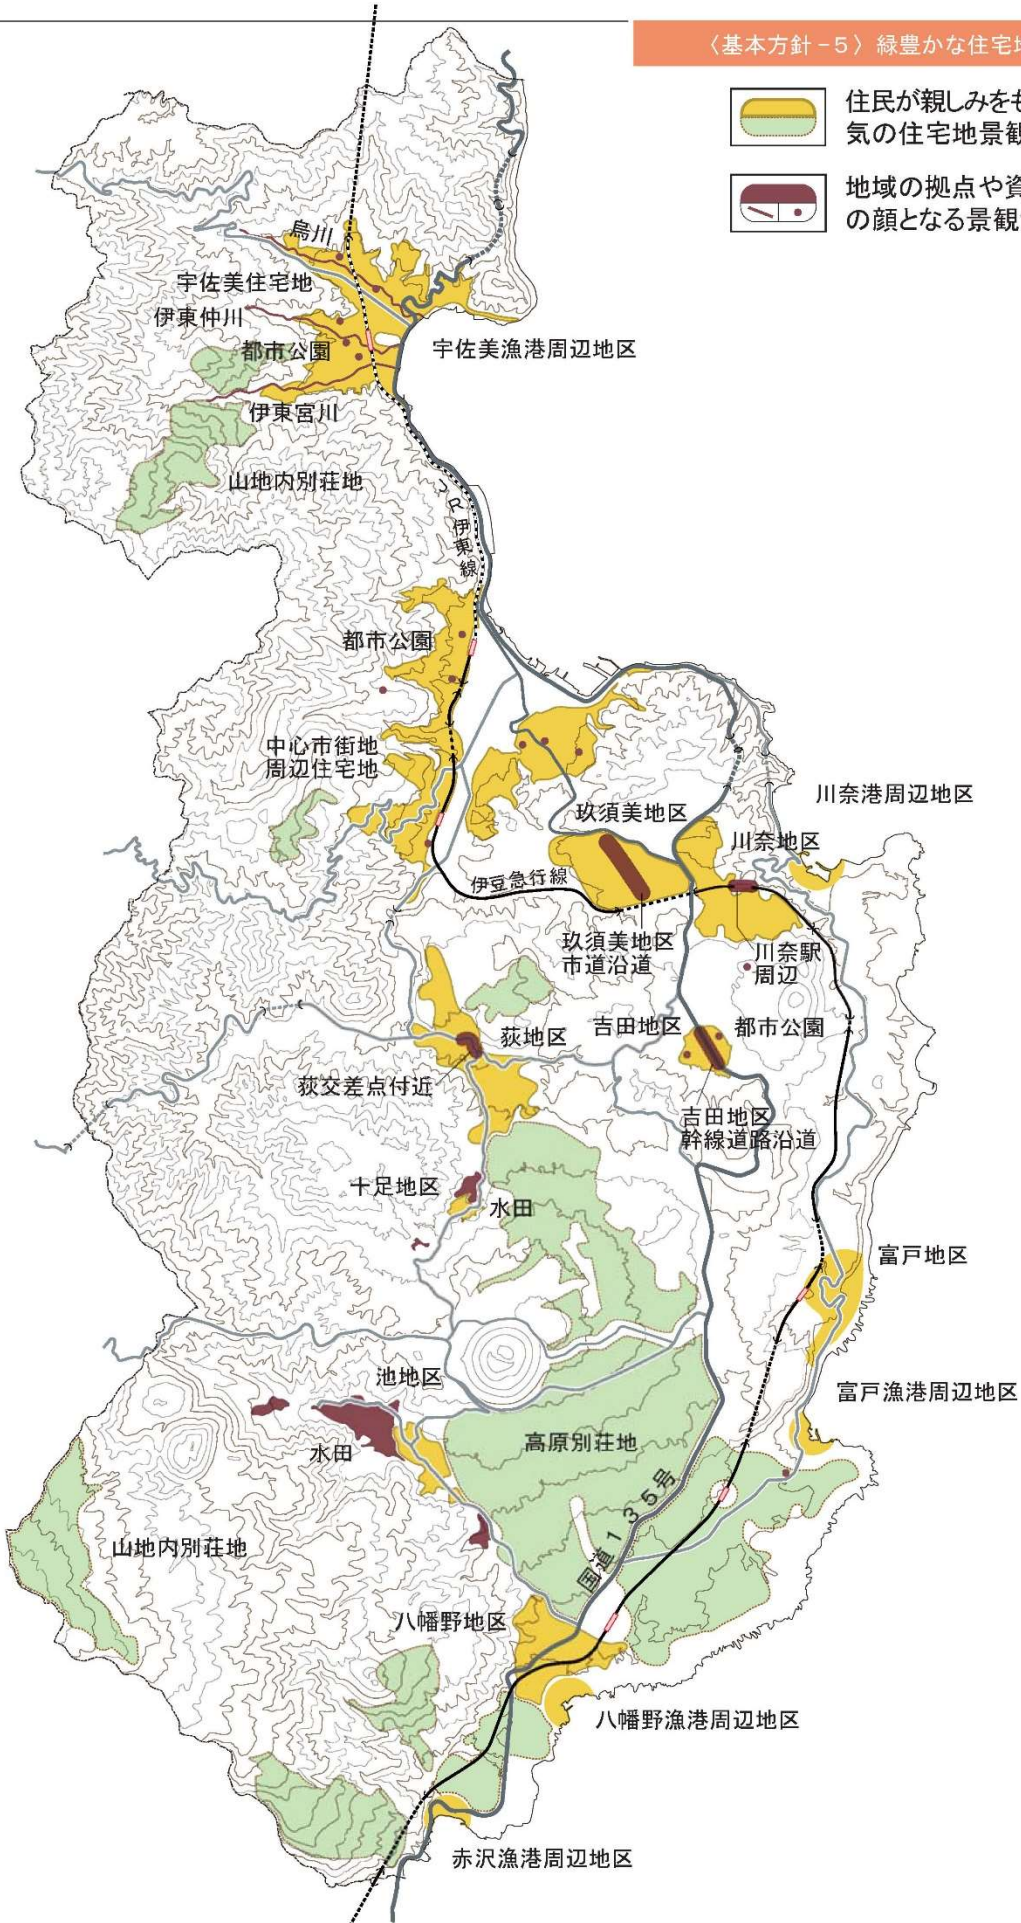 〈基本方針-5〉緑豊かな住宅地
住民が親しみをも
気の住宅地景観
地域の拠点や資
の顔となる景観
烏川
宇佐美住宅地
伊東仲川
都市公園
宇佐美漁港周辺地区
伊東宮川
山地内別荘地
JR伊東線
都市公園
中心市街地
周辺住宅地
川奈港周辺地区
玖須美地区
川奈地区
伊豆急行線
玖須美地区
市道沿道
川奈駅
周辺
荻地区
吉田地区
都市公園
荻交差点付近
吉田地区
幹線道路沿道
十足地区
水田
富戸地区
池地区
富戸漁港周辺地区
水田
高原別荘地
国道135号
山地内別荘地
八幡野地区
八幡野漁港周辺地区
赤沢漁港周辺地区